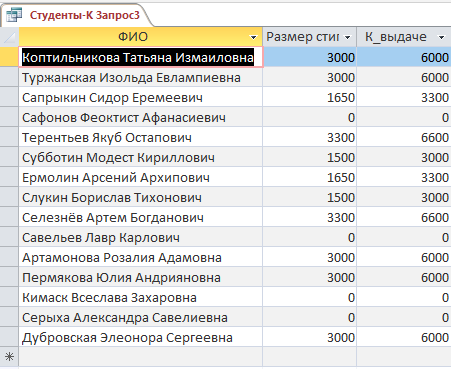 Студенты-К Запрос3
ФИО Размер стиг К_выдаче
Коптильникова Татьяна Измаиловна 3000 6000
Туржанская Изольда Евлампиевна 3000 6000
Сапрыкин Сидор Еремеевич 1650 3300
Сафонов Феоктист Афанасиевич 0 0
Терентьев Якуб Остапович 3300 6600
Субботин Модест Кириллович 1500 3000
Ермолин Арсений Архипович 1650 3300
Слукин Борислав Тихонович 1500 3000
Селезнёв Артем Богданович 3300 6600
Савельев Лавр Карлович 0 0
Артамонова Розалия Адамовна 3000 6000
Пермякова Юлия Андрияновна 3000 6000
Кимаск Всеслава Захаровна 0 0
Серыха Александра Савелиевна 0 0
Дубровская Элеонора Сергеевна 3000 6000